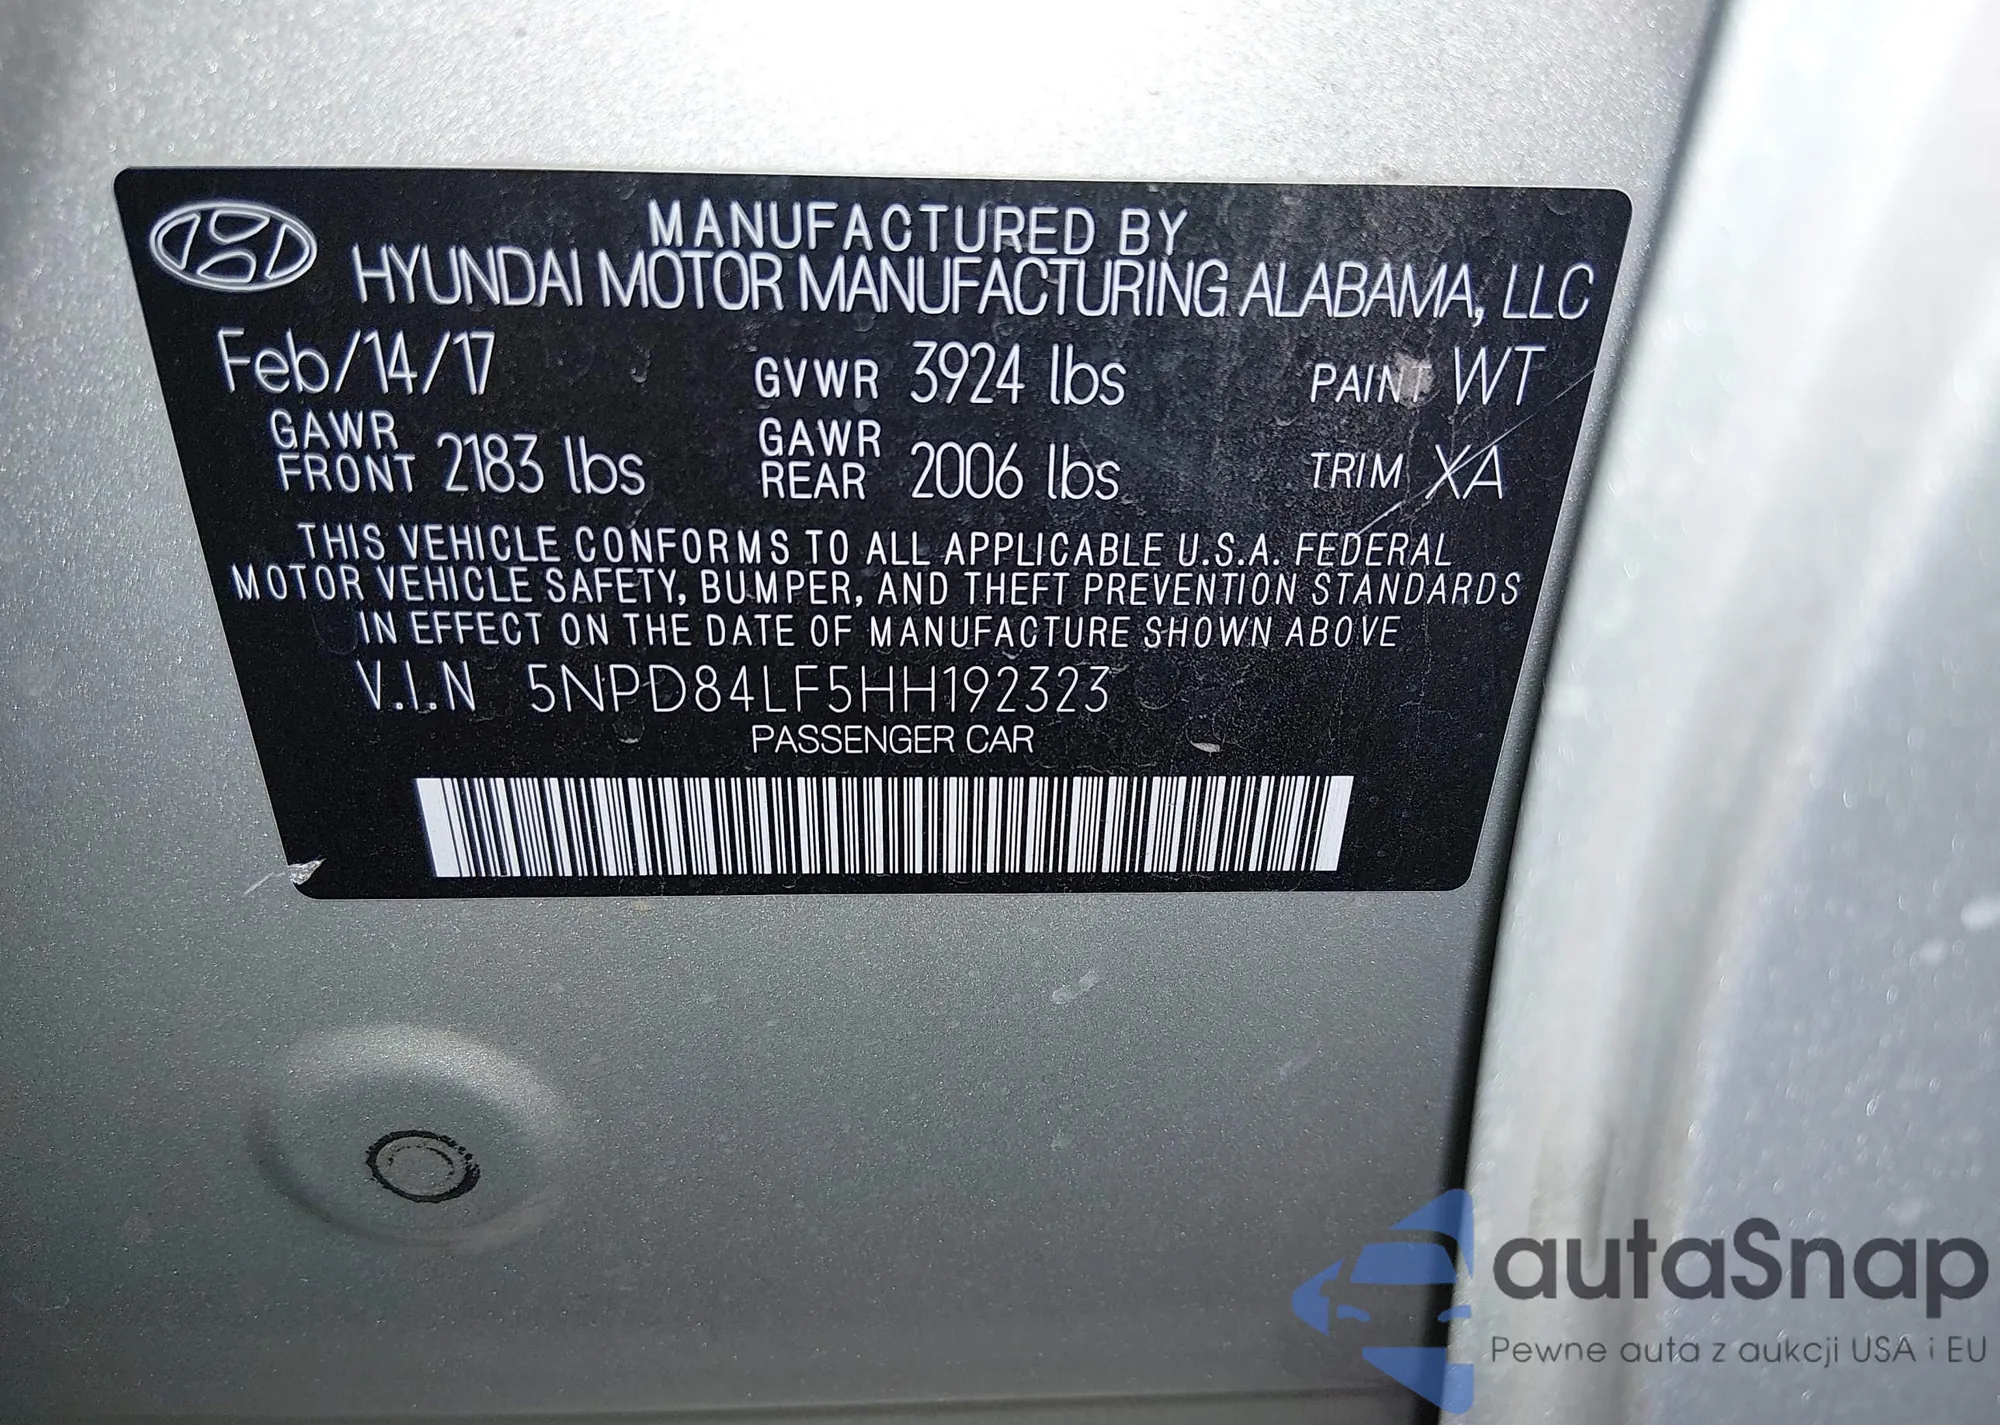 MANUFACTURED BY
HYUNDAI MOTOR MANUFACTURING ALABAMA, LLC
Feb/14/17 GVWR 3924 lbs PAINT WT
GAWR FRONT 2183 lbs GAWR REAR 2006 lbs TRIM XA
THIS VEHICLE CONFORMS TO ALL APPLICABLE U.S.A. FEDERAL
MOTOR VEHICLE SAFETY, BUMPER, AND THEFT PREVENTION STANDARDS
IN EFFECT ON THE DATE OF MANUFACTURE SHOWN ABOVE
V.I.N 5NPD84LF5HH192323
PASSENGER CAR
autaSnap
Pewne auta z aukcji USA i EU